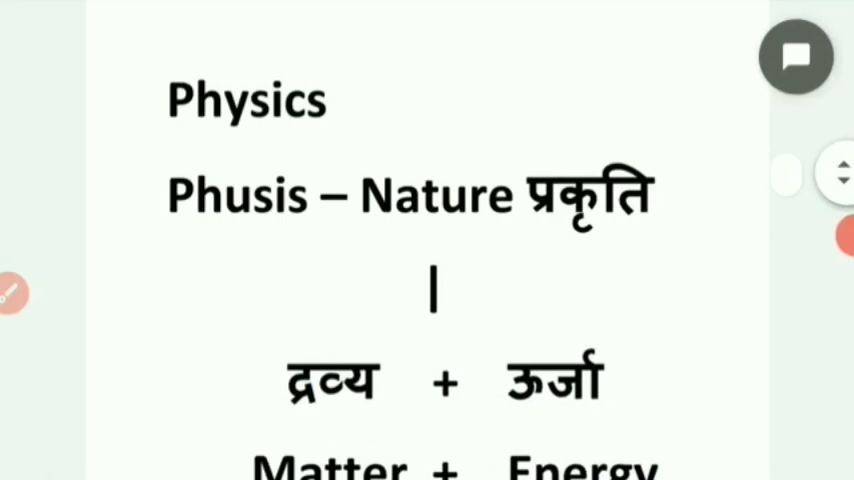 Physics
Phusis – Nature प्रकृति
|
द्रव्य + ऊर्जा
Matter + Energy